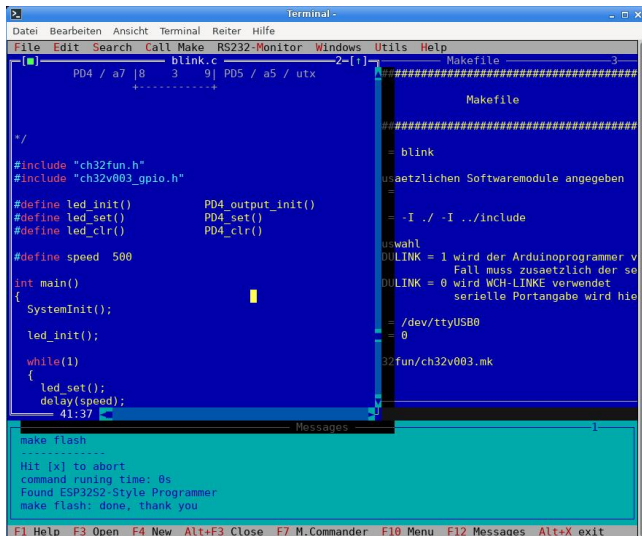 Terminal -
Datei Bearbeiten Ansicht Terminal Reiter Hilfe
File Edit Search Call Make RS232-Monitor Windows Utils Help
[■] blink.c 2=[↑]
PD4 / a7 |8 3 9| PD5 / a5 / utx
+-----------+
*/
#include "ch32fun.h"
#include "ch32v003_gpio.h"
#define led_init() PD4_output_init()
#define led_set() PD4_set()
#define led_clr() PD4_clr()
#define speed 500
int main()
{
SystemInit();
led_init();
while(1)
{
led_set();
delay(speed);
41:37
Makefile 3
######################################
Makefile
######################################
= blink
usaetzlichen Softwaremodule angegeben
=
= -I ./ -I ../include
uswahl
DULINK = 1 wird der Arduinoprogrammer v
Fall muss zusaetzlich der se
DULINK = 0 wird WCH-LINKE verwendet
serielle Portangabe wird hie
= /dev/ttyUSB0
= 0
32fun/ch32v003.mk
Messages 1
make flash
-------------
Hit [x] to abort
command runing time: 0s
Found ESP32S2-Style Programmer
make flash: done, thank you
F1 Help F3 Open F4 New Alt+F3 Close F7 M.Commander F10 Menu F12 Messages Alt+X exit